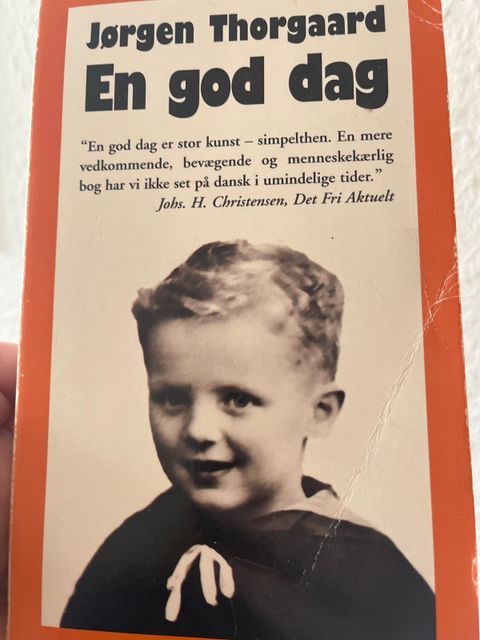 Jørgen Thorgaard
En god dag
“En god dag er stor kunst – simpelthen. En mere
vedkommende, bevægende og menneskekærlig
bog har vi ikke set på dansk i umindelige tider.”
Johs. H. Christensen, Det Fri Aktuelt